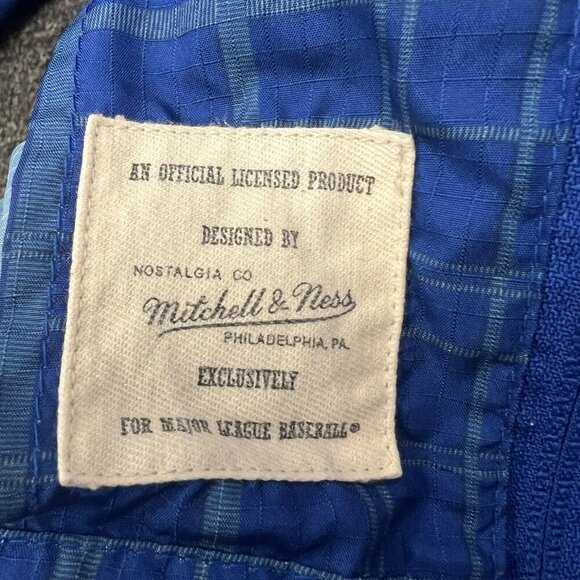 AN OFFICIAL LICENSED PRODUCT
DESIGNED BY
NOSTALGIA CO
Mitchell & Ness
PHILADELPHIA, PA.
EXCLUSIVELY
FOR MAJOR LEAGUE BASEBALL®